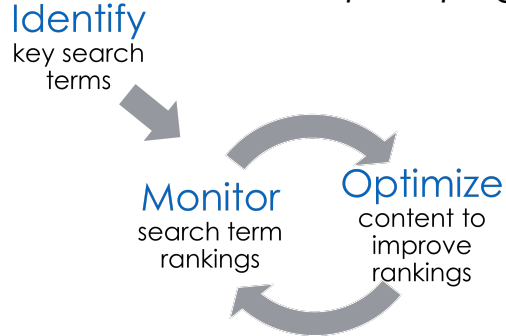 Identify
key search
terms
Monitor
search term
rankings
Optimize
content to
improve
rankings